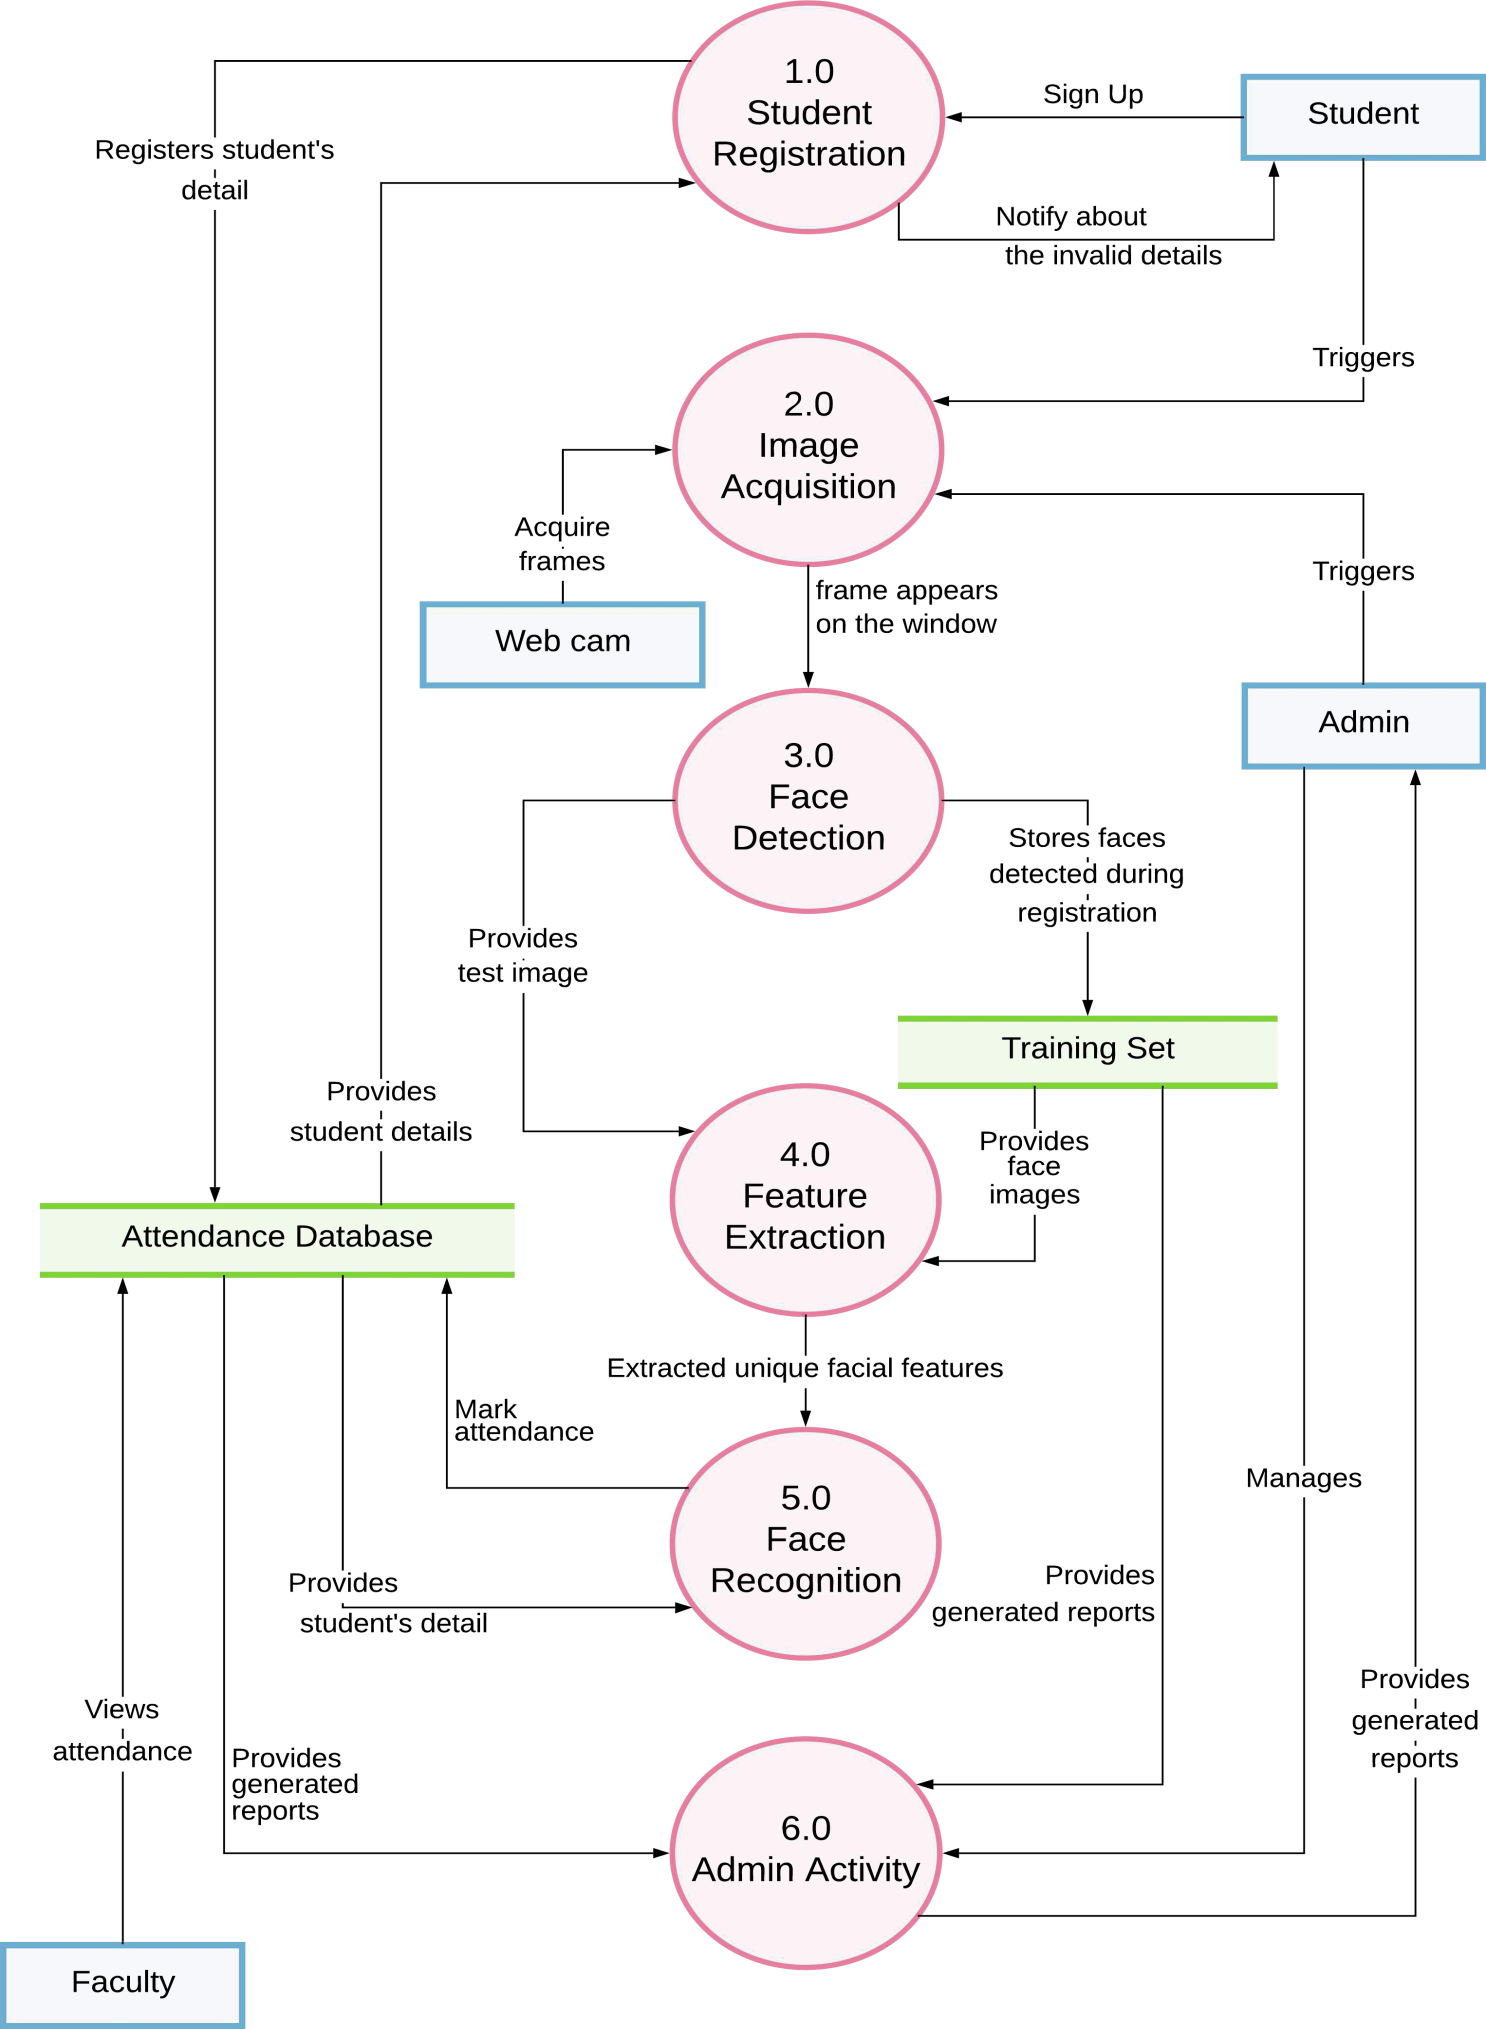 1.0
Student
Registration
Sign Up
Student
Registers student's
detail
Notify about
the invalid details
Triggers
2.0
Image
Acquisition
Acquire
frames
Triggers
frame appears
on the window
Web cam
Admin
3.0
Face
Detection
Stores faces
detected during
registration
Provides
test image
Training Set
Provides
student details
4.0
Feature
Extraction
Provides
face
images
Attendance Database
Extracted unique facial features
Mark
attendance
Manages
5.0
Face
Recognition
Provides
student's detail
Provides
generated reports
Provides
generated
reports
Views
attendance
Provides
generated
reports
6.0
Admin Activity
Faculty